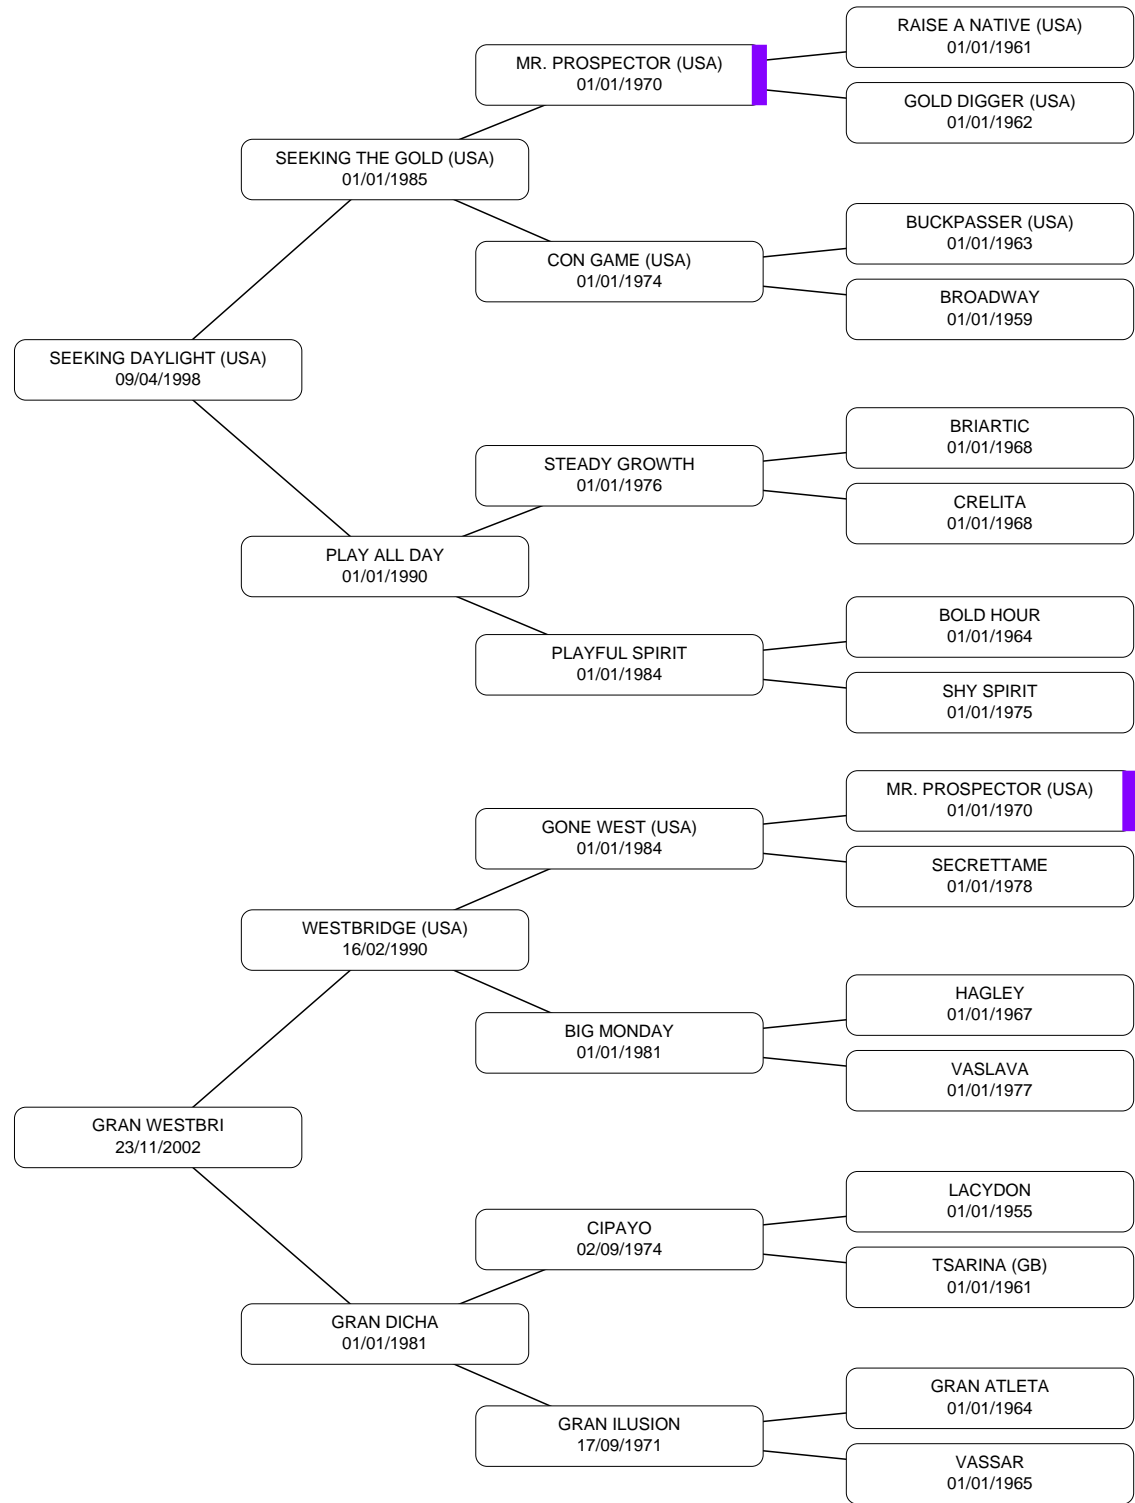 RAISE A NATIVE (USA)
01/01/1961
MR. PROSPECTOR (USA)
01/01/1970
GOLD DIGGER (USA)
01/01/1962
SEEKING THE GOLD (USA)
01/01/1985
BUCKPASSER (USA)
01/01/1963
CON GAME (USA)
01/01/1974
BROADWAY
01/01/1959
SEEKING DAYLIGHT (USA)
09/04/1998
BRIARTIC
01/01/1968
STEADY GROWTH
01/01/1976
CRELITA
01/01/1968
PLAY ALL DAY
01/01/1990
BOLD HOUR
01/01/1964
PLAYFUL SPIRIT
01/01/1984
SHY SPIRIT
01/01/1975
MR. PROSPECTOR (USA)
01/01/1970
GONE WEST (USA)
01/01/1984
SECRETTAME
01/01/1978
WESTBRIDGE (USA)
16/02/1990
HAGLEY
01/01/1967
BIG MONDAY
01/01/1981
VASLAVA
01/01/1977
GRAN WESTBRI
23/11/2002
LACYDON
01/01/1955
CIPAYO
02/09/1974
TSARINA (GB)
01/01/1961
GRAN DICHA
01/01/1981
GRAN ATLETA
01/01/1964
GRAN ILUSION
17/09/1971
VASSAR
01/01/1965